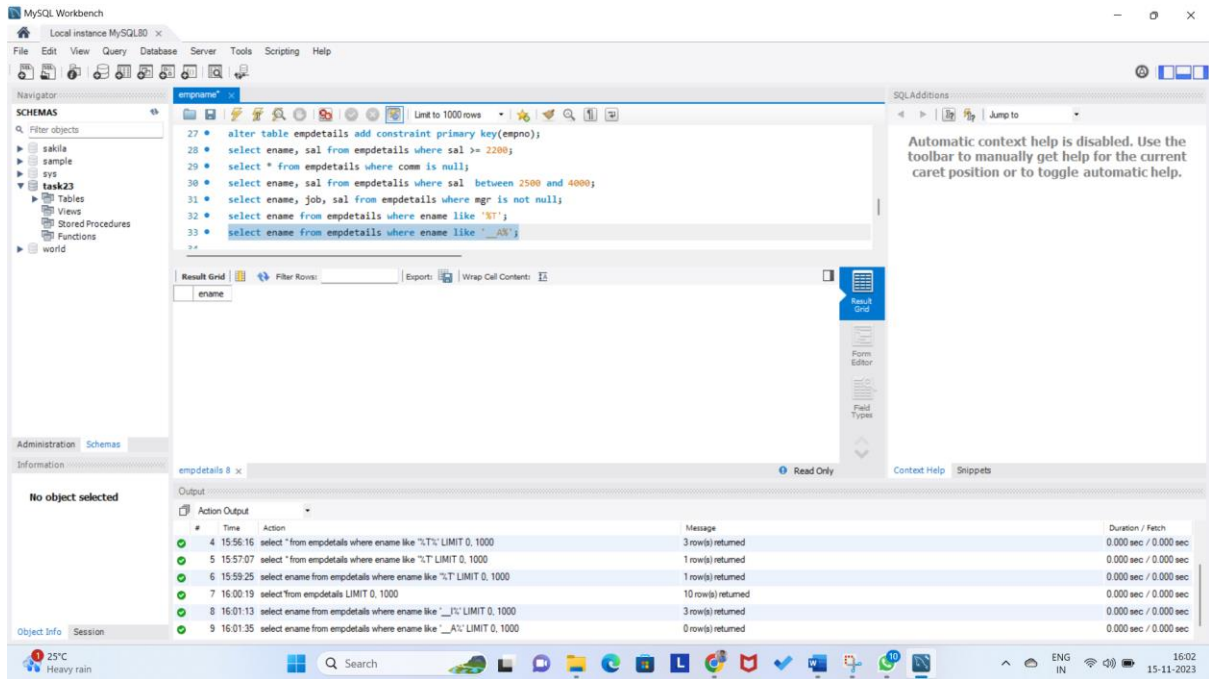 MySQL Workbench
Local instance MySQL80 ×
File Edit View Query Database Server Tools Scripting Help
Navigator
SCHEMAS
Filter objects
sakila
sample
sys
task23
Tables
Views
Stored Procedures
Functions
world
Administration Schemas
Information
No object selected
Object Info Session
empname* ×
Limit to 1000 rows
27 alter table empdetails add constraint primary key(empno);
28 select ename, sal from empdetails where sal >= 2200;
29 select * from empdetails where comm is null;
30 select ename, sal from empdetails where sal  between 2500 and 4000;
31 select ename, job, sal from empdetails where mgr is not null;
32 select ename from empdetails where ename like '%T';
33 select ename from empdetails where ename like '__A%';
34
Result Grid Filter Rows: Export: Wrap Cell Content:
ename
Result Grid
Form Editor
Field Types
empdetails 8 ×
Read Only
SQLAdditions
Jump to
Automatic context help is disabled. Use the
toolbar to manually get help for the current
caret position or to toggle automatic help.
Context Help Snippets
Output
Action Output
# Time Action Message Duration / Fetch
4 15:56:16 select * from empdetails where ename like '%T%' LIMIT 0, 1000 3 row(s) returned 0.000 sec / 0.000 sec
5 15:57:07 select * from empdetails where ename like '%T' LIMIT 0, 1000 1 row(s) returned 0.000 sec / 0.000 sec
6 15:59:25 select ename from empdetails where ename like '%T' LIMIT 0, 1000 1 row(s) returned 0.000 sec / 0.000 sec
7 16:00:19 select *from empdetails LIMIT 0, 1000 10 row(s) returned 0.000 sec / 0.000 sec
8 16:01:13 select ename from empdetails where ename like '__I%' LIMIT 0, 1000 3 row(s) returned 0.000 sec / 0.000 sec
9 16:01:35 select ename from empdetails where ename like '__A%' LIMIT 0, 1000 0 row(s) returned 0.000 sec / 0.000 sec
1
25°C
Heavy rain
Search
L
10
ENG
IN
16:02
15-11-2023